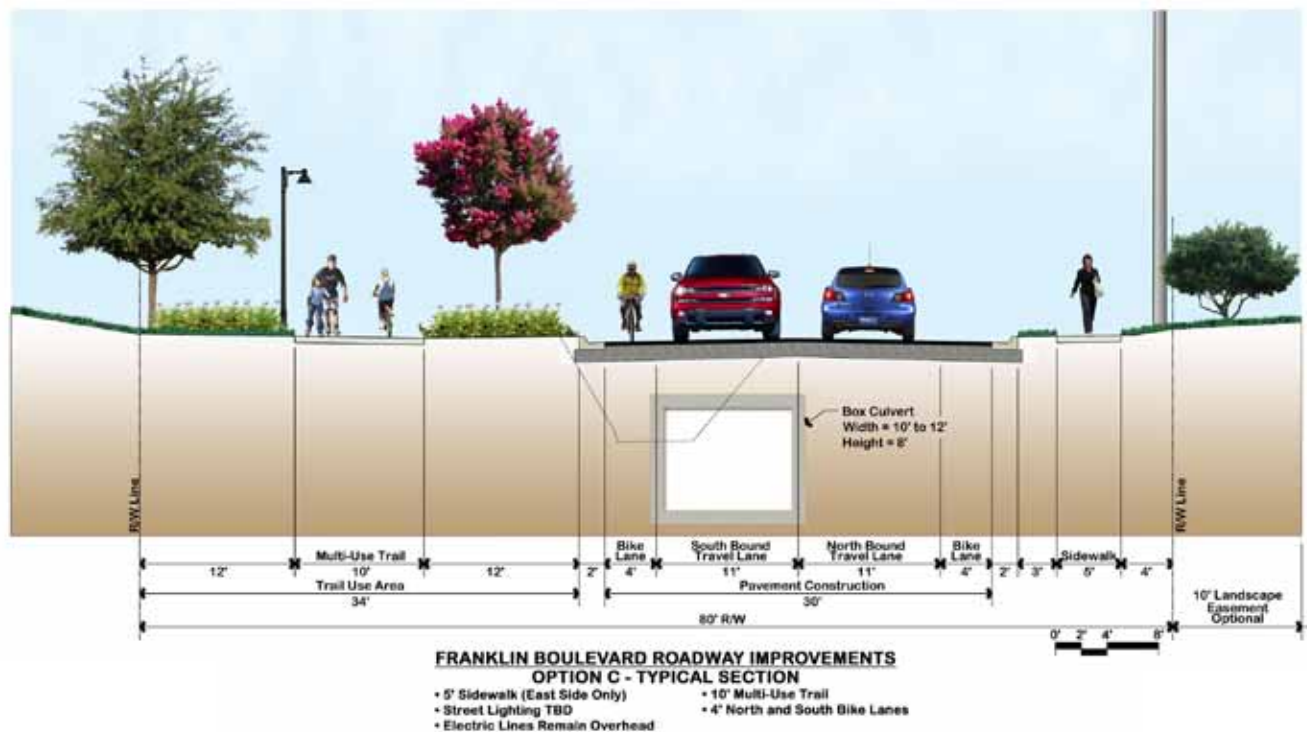 Box Culvert
Width = 10' to 12'
Height = 8'
R/W Line
R/W Line
Multi-Use Trail
Bike
Lane
South Bound
Travel Lane
North Bound
Travel Lane
Bike
Lane
Sidewalk
12' 10' 12' 2' 4' 11' 11' 4' 2' 3' 5' 4'
Trail Use Area
34'
Pavement Construction
30'
10' Landscape
Easement
Optional
80' R/W
0' 2' 4' 8'
FRANKLIN BOULEVARD ROADWAY IMPROVEMENTS
OPTION C - TYPICAL SECTION
• 5' Sidewalk (East Side Only)
• Street Lighting TBD
• Electric Lines Remain Overhead
• 10' Multi-Use Trail
• 4' North and South Bike Lanes